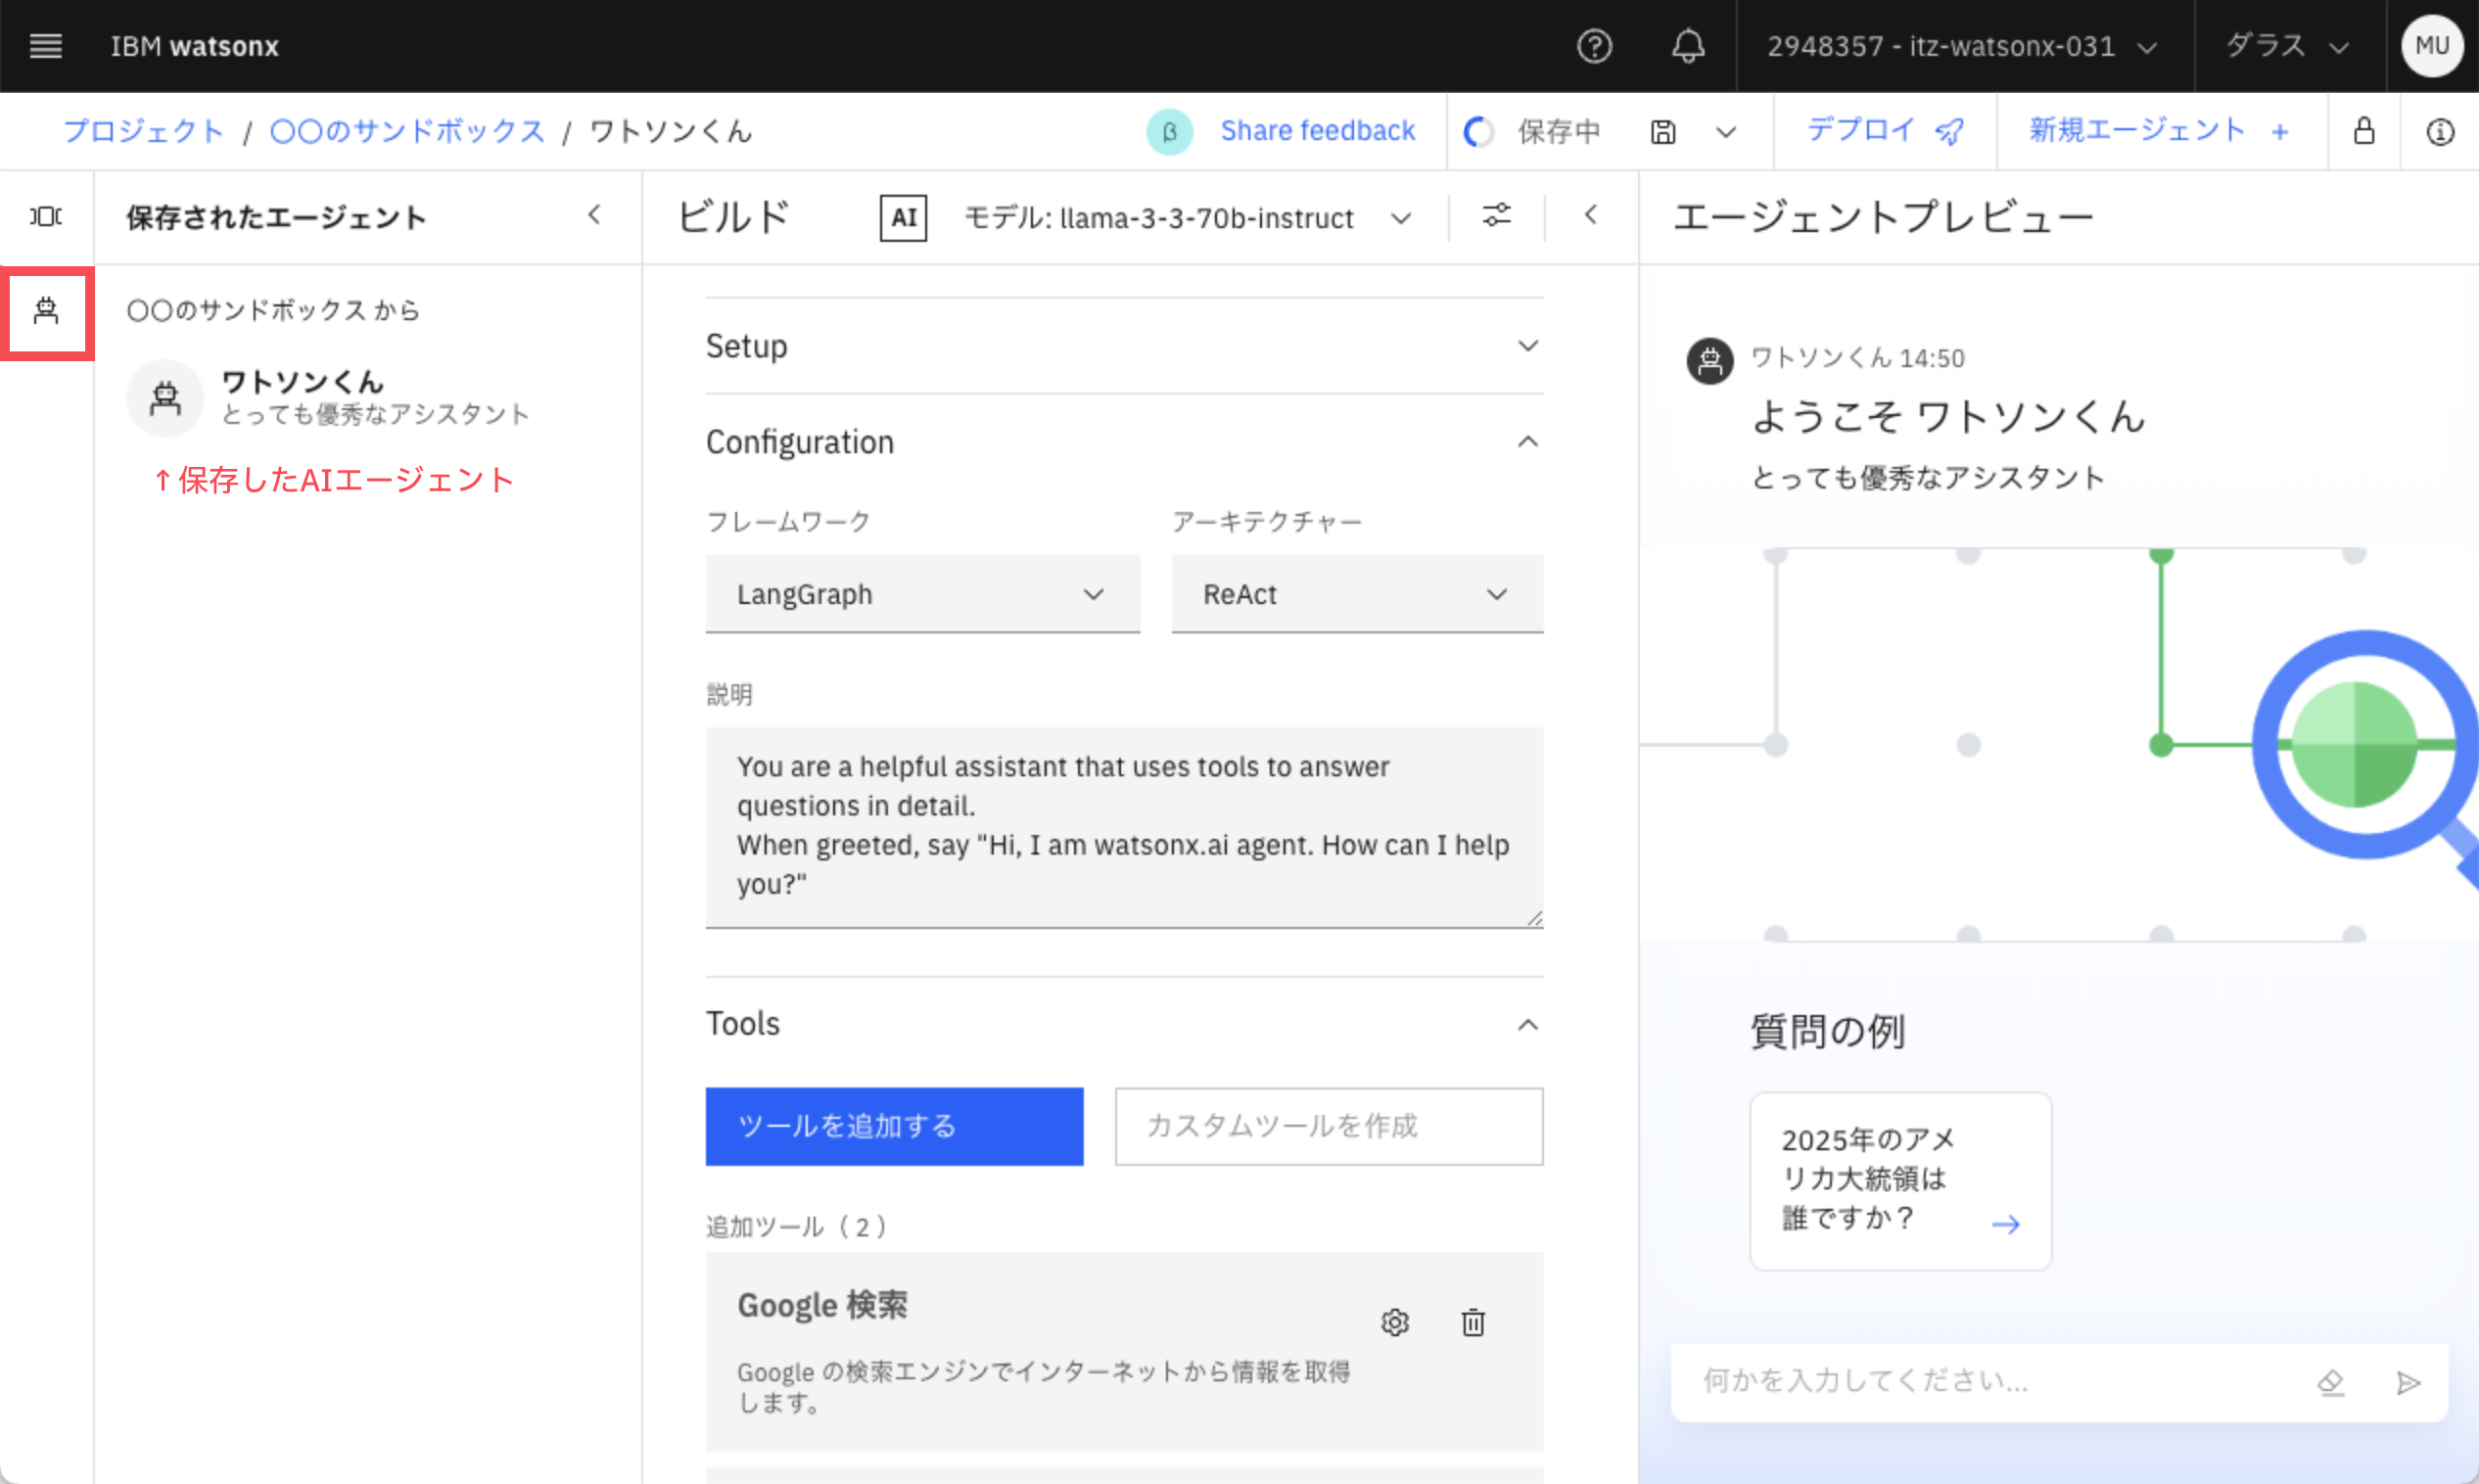 IBM watsonx
2948357 - itz-watsonx-031
ダラス
MU
プロジェクト / 〇〇のサンドボックス / ワトソンくん
β
Share feedback
保存中
デプロイ
新規エージェント +
保存されたエージェント
〇〇のサンドボックス から
ワトソンくん
とっても優秀なアシスタント
↑保存したAIエージェント
ビルド
AI
モデル: llama-3-3-70b-instruct
Setup
Configuration
フレームワーク
アーキテクチャー
LangGraph
ReAct
説明
You are a helpful assistant that uses tools to answer
questions in detail.
When greeted, say "Hi, I am watsonx.ai agent. How can I help
you?"
Tools
ツールを追加する
カスタムツールを作成
追加ツール（2）
Google 検索
Google の検索エンジンでインターネットから情報を取得
します。
エージェントプレビュー
ワトソンくん 14:50
ようこそ ワトソンくん
とっても優秀なアシスタント
質問の例
2025年のアメ
リカ大統領は
誰ですか？
何かを入力してください...